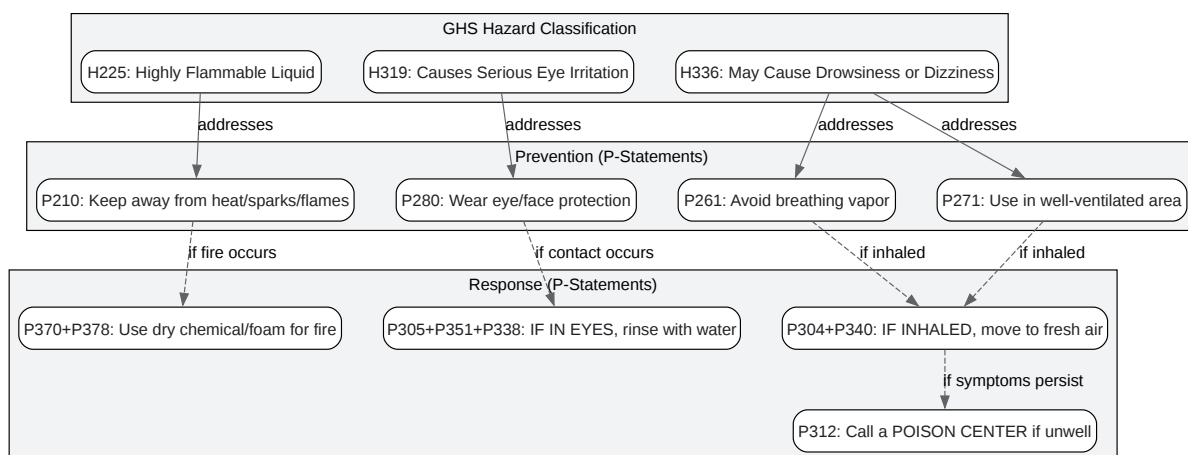 GHS Hazard Classification
H225: Highly Flammable Liquid
H319: Causes Serious Eye Irritation
H336: May Cause Drowsiness or Dizziness
addresses
addresses
addresses
addresses
Prevention (P-Statements)
P210: Keep away from heat/sparks/flames
P280: Wear eye/face protection
P261: Avoid breathing vapor
P271: Use in well-ventilated area
if fire occurs
if contact occurs
if inhaled
if inhaled
Response (P-Statements)
P370+P378: Use dry chemical/foam for fire
P305+P351+P338: IF IN EYES, rinse with water
P304+P340: IF INHALED, move to fresh air
if symptoms persist
P312: Call a POISON CENTER if unwell